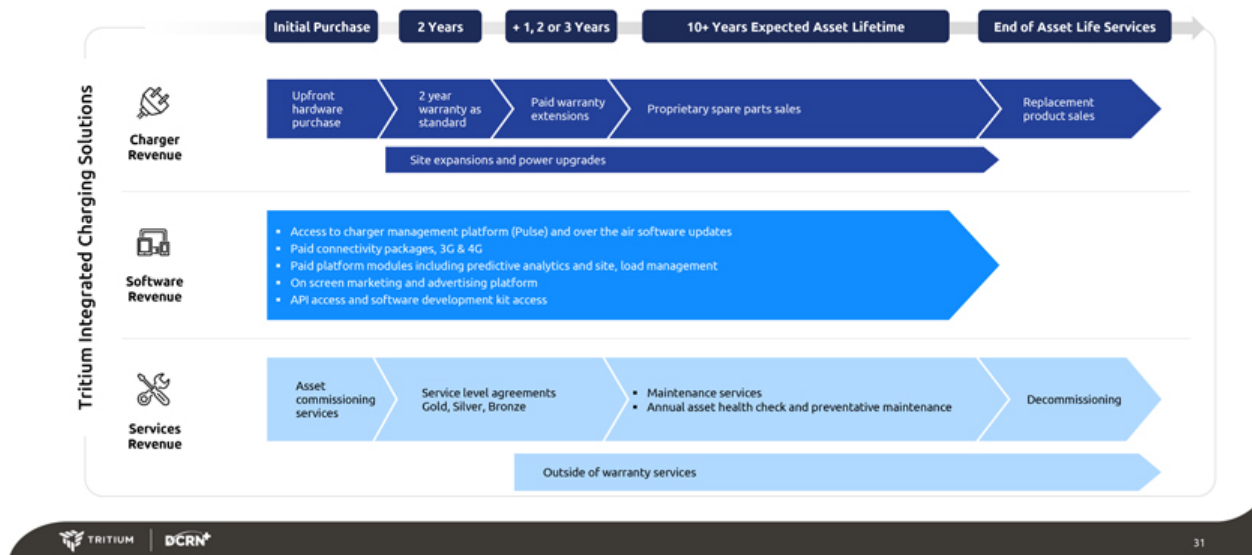 Initial Purchase
2 Years
+ 1, 2 or 3 Years
10+ Years Expected Asset Lifetime
End of Asset Life Services
Tritium Integrated Charging Solutions
Charger
Revenue
Upfront
hardware
purchase
2 year
warranty as
standard
Paid warranty
extensions
Proprietary spare parts sales
Replacement
product sales
Site expansions and power upgrades
Software
Revenue
▪ Access to charger management platform (Pulse) and over the air software updates
▪ Paid connectivity packages, 3G & 4G
▪ Paid platform modules including predictive analytics and site, load management
▪ On screen marketing and advertising platform
▪ API access and software development kit access
Services
Revenue
Asset
commissioning
services
Service level agreements
Gold, Silver, Bronze
▪ Maintenance services
▪ Annual asset health check and preventative maintenance
Decommissioning
Outside of warranty services
TRITIUM
DCRN+
31